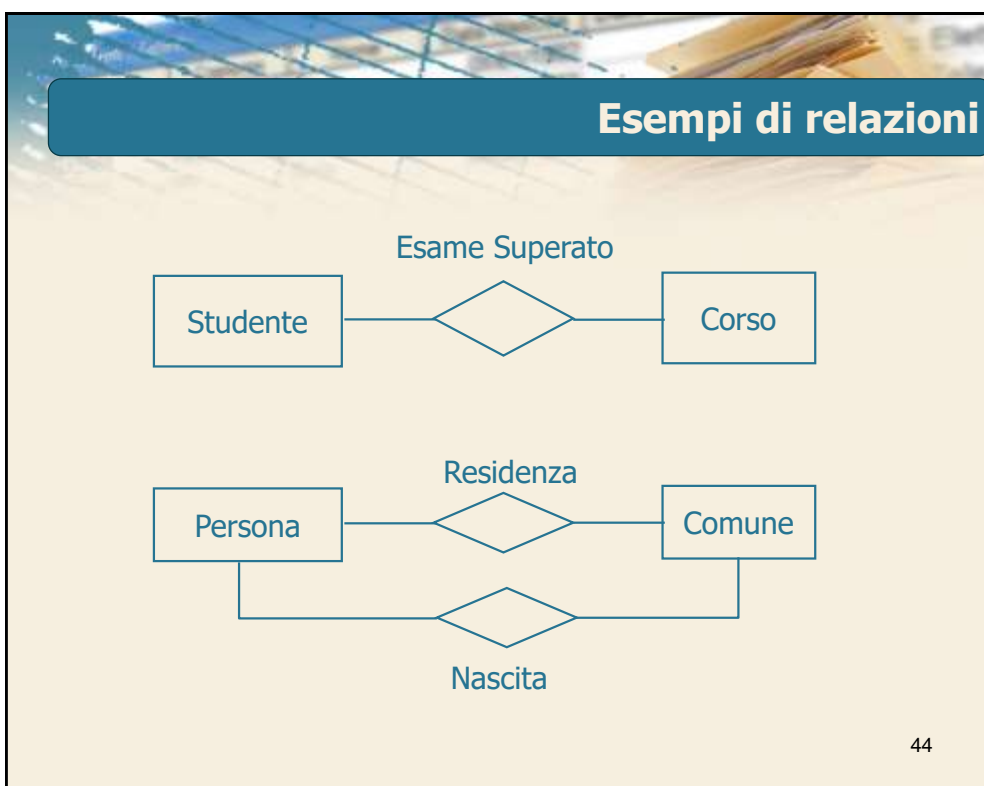 Esempi di relazioni
Esame Superato
Studente
Corso
Residenza
Persona
Comune
Nascita
44